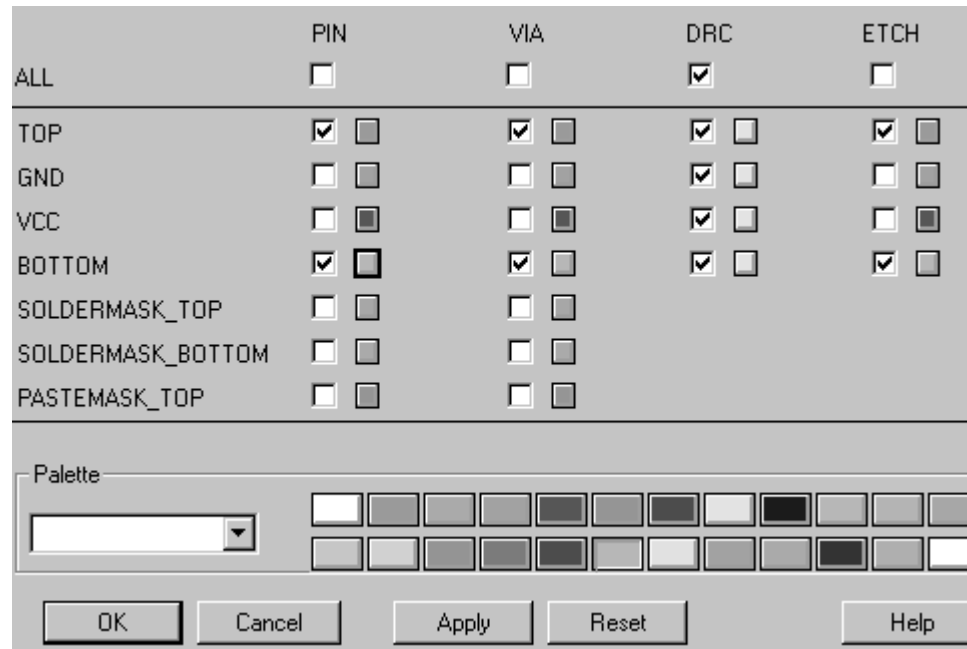 PIN VIA DRC ETCH
ALL
TOP
GND
VCC
BOTTOM
SOLDERMASK_TOP
SOLDERMASK_BOTTOM
PASTEMASK_TOP
Palette
OK Cancel Apply Reset Help